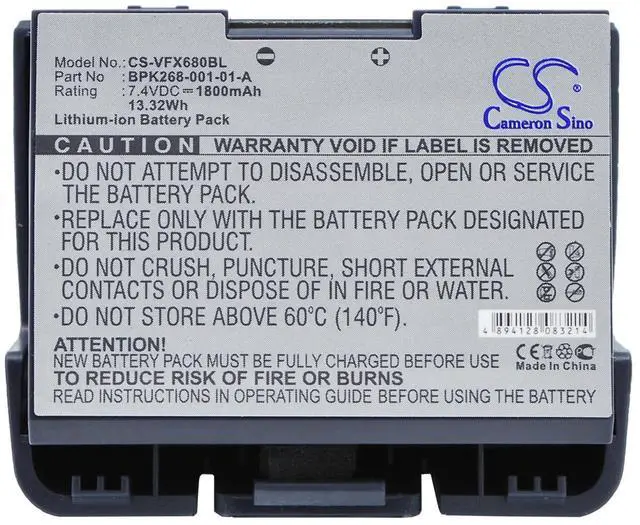 Model No.: CS-VFX680BL
Part No : BPK268-001-01-A
Rating : 7.4VDC⎓1800mAh
13.32Wh
Lithium-ion Battery Pack
CS
Cameron Sino
CAUTION WARRANTY VOID IF LABEL IS REMOVED
•DO NOT ATTEMPT TO DISASSEMBLE, OPEN OR SERVICE
THE BATTERY PACK.
•REPLACE ONLY WITH THE BATTERY PACK DESIGNATED
FOR THIS PRODUCT.
•DO NOT CRUSH, PUNCTURE, SHORT EXTERNAL
CONTACTS OR DISPOSE OF IN FIRE OR WATER.
•DO NOT STORE ABOVE 60°C (140°F).
4 894128 083214
CE
Made In China
ATTENTION!
NEW BATTERY PACK MUST BE FULLY CHARGED BEFORE USE
TO REDUCE RISK OF FIRE OR BURNS
READ INSTRUCTIONS IN OPERATING GUIDE BEFORE USING THE BATTERY